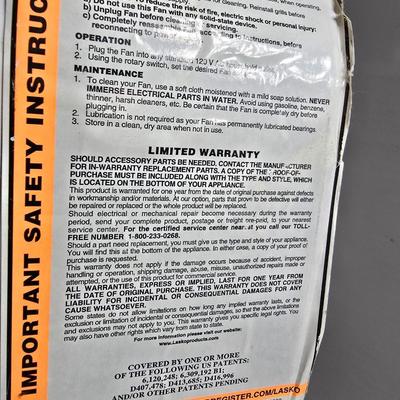 IMPORTANT SAFETY INSTRUC
when operating,
cleaning. Reinstall grilles before
to reduce the risk of fire, electric shock or personal injury:
a) Do not use this Fan with any solid-state device,
b) Unplug before cleaning or servicing.
c) Completely reassemble Fan according to instructions, before
reconnecting to power
OPERATION
1. Plug the Fan into any standard 120 V AC
2. Using the rotary switch, set the desired Fan
MAINTENANCE
1. To clean your Fan, use a soft cloth moistened with a mild soap solution. NEVER
IMMERSE ELECTRICAL PARTS IN WATER. Avoid using gasoline, benzene,
thinner, harsh cleaners, etc. Be certain that the Fan is completely dry before
plugging in.
2. Lubrication is not required as your Fan has permanently lubricated bearings.
3. Store in a clean, dry area when not in use.
LIMITED WARRANTY
SHOULD ACCESSORY PARTS BE NEEDED, CONTACT THE MANUFACTURER
FOR IN-WARRANTY REPLACEMENT PARTS. A COPY OF THE PROOF-OF-
PURCHASE MUST BE INCLUDED ALONG WITH THE TYPE AND STYLE, WHICH
IS LOCATED ON THE BOTTOM OF YOUR APPLIANCE.
This product is warranted for one year from the date of original purchase against defects
in workmanship and/or materials. At our option, parts that prove to be defective will either
be repaired or replaced or the whole product will be replaced.
Should electrical or mechanical repair become necessary during the warranty
period, send your complete product, postage or freight pre-paid, to your nearest
service center. For the certified service center near you, call our TOLL-
FREE NUMBER 1-800-233-0268.
Should a part need replacement, you must give us the type and style of your appliance.
You will find this at the bottom of the appliance. In either case, a copy of your proof of
purchase is requested.
This warranty does not apply if the damage occurs because of accident, improper
handling or operation, shipping damage, abuse, misuse, unauthorized repairs made or
attempted, or the use of this product for commercial service.
ALL WARRANTIES, EXPRESS OR IMPLIED, LAST FOR ONE YEAR FROM
THE DATE OF ORIGINAL PURCHASE. THIS WARRANTY DOES NOT COVER
LIABILITY FOR INCIDENTAL OR CONSEQUENTIAL DAMAGES FOR ANY
CAUSE WHATSOEVER.
Some states do not allow limitations on how long any implied warranty lasts, or the
exclusion or limitation of incidental or consequential damages, so that the above limitations
or exclusion may not apply to you. This warranty gives you specific legal rights. You
may also have other rights which vary from state to state.
For more information please visit our website:
www.Laskoproducts.com.
COVERED BY ONE OR MORE
OF THE FOLLOWING PATENTS:
6,120,248; 6,309,192 B1;
D407,478; D413,685; D416,996
AND/OR OTHER PATENTS PENDING
REGISTER.COM/LASKO